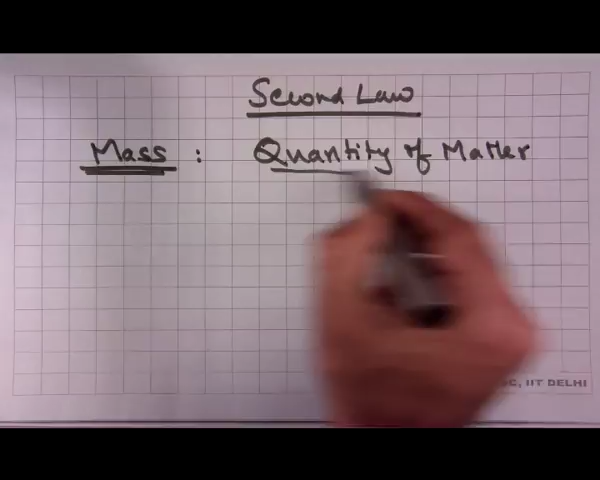 Second Law
Mass : Quantity of Matter
C, IIT DELHI